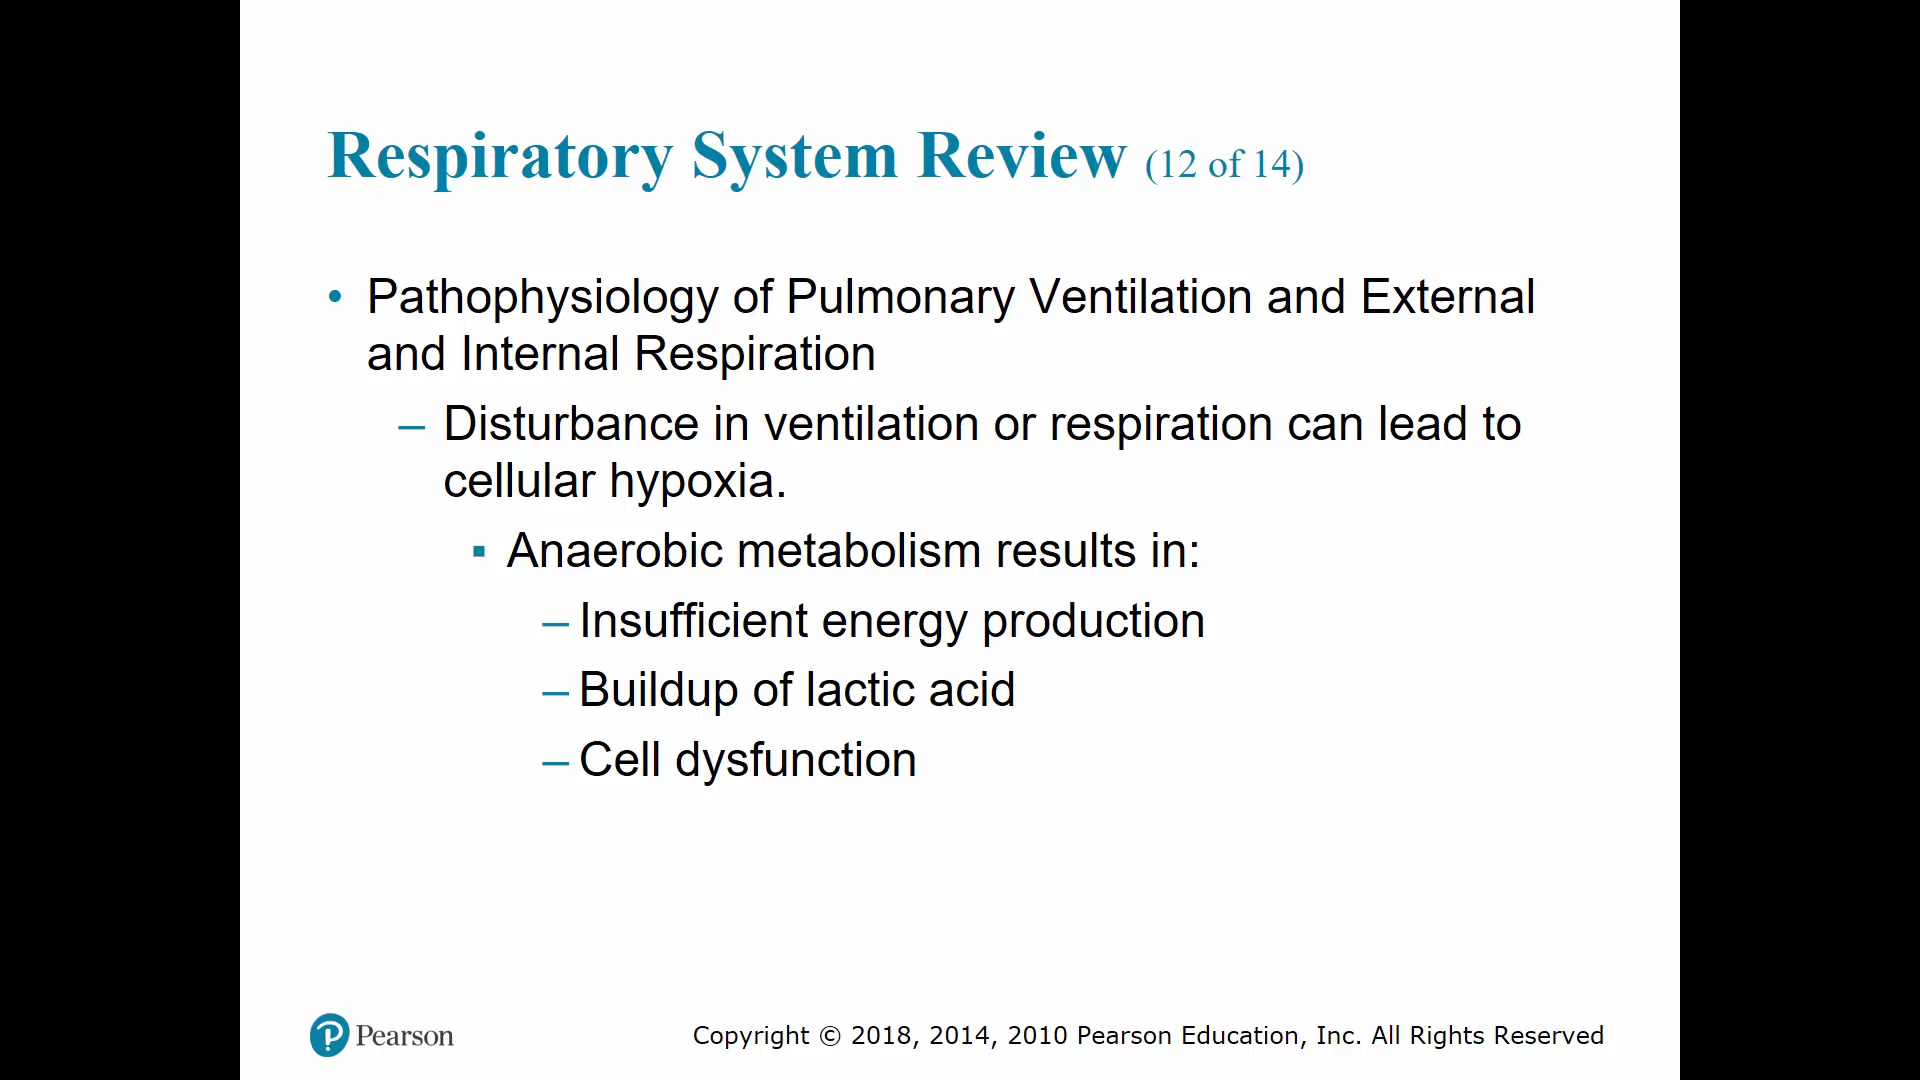 Respiratory System Review (12 of 14)
• Pathophysiology of Pulmonary Ventilation and External
and Internal Respiration
– Disturbance in ventilation or respiration can lead to
cellular hypoxia.
▪ Anaerobic metabolism results in:
– Insufficient energy production
– Buildup of lactic acid
– Cell dysfunction
Pearson
Copyright © 2018, 2014, 2010 Pearson Education, Inc. All Rights Reserved